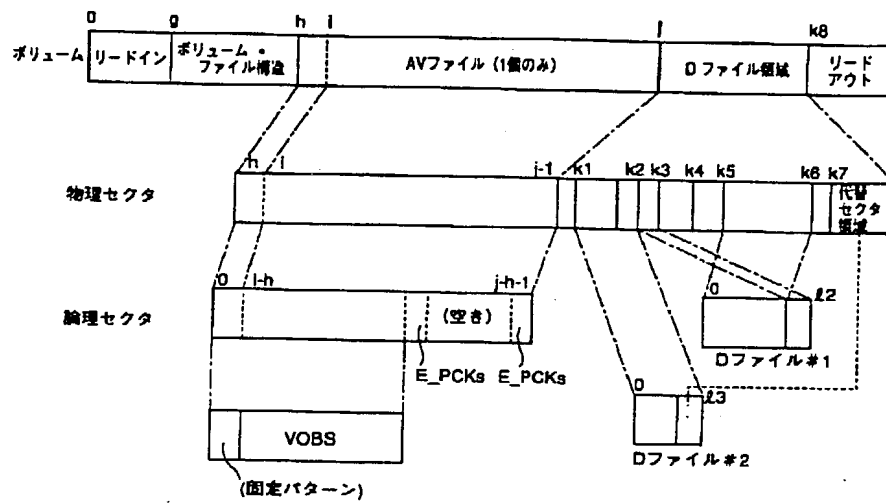 0 g h i j k8
ボリューム リードイン ボリューム・ファイル構造 AVファイル (1個のみ) Dファイル領域 リードアウト
h i j-1 k1 k2 k3 k4 k5 k6 k7
物理セクタ 代替セクタ領域
0 i-h j-h-1 0 ℓ2
論理セクタ (空き)
E_PCKs E_PCKs Dファイル#1
0 ℓ3
VOBS
Dファイル#2
(固定パターン)